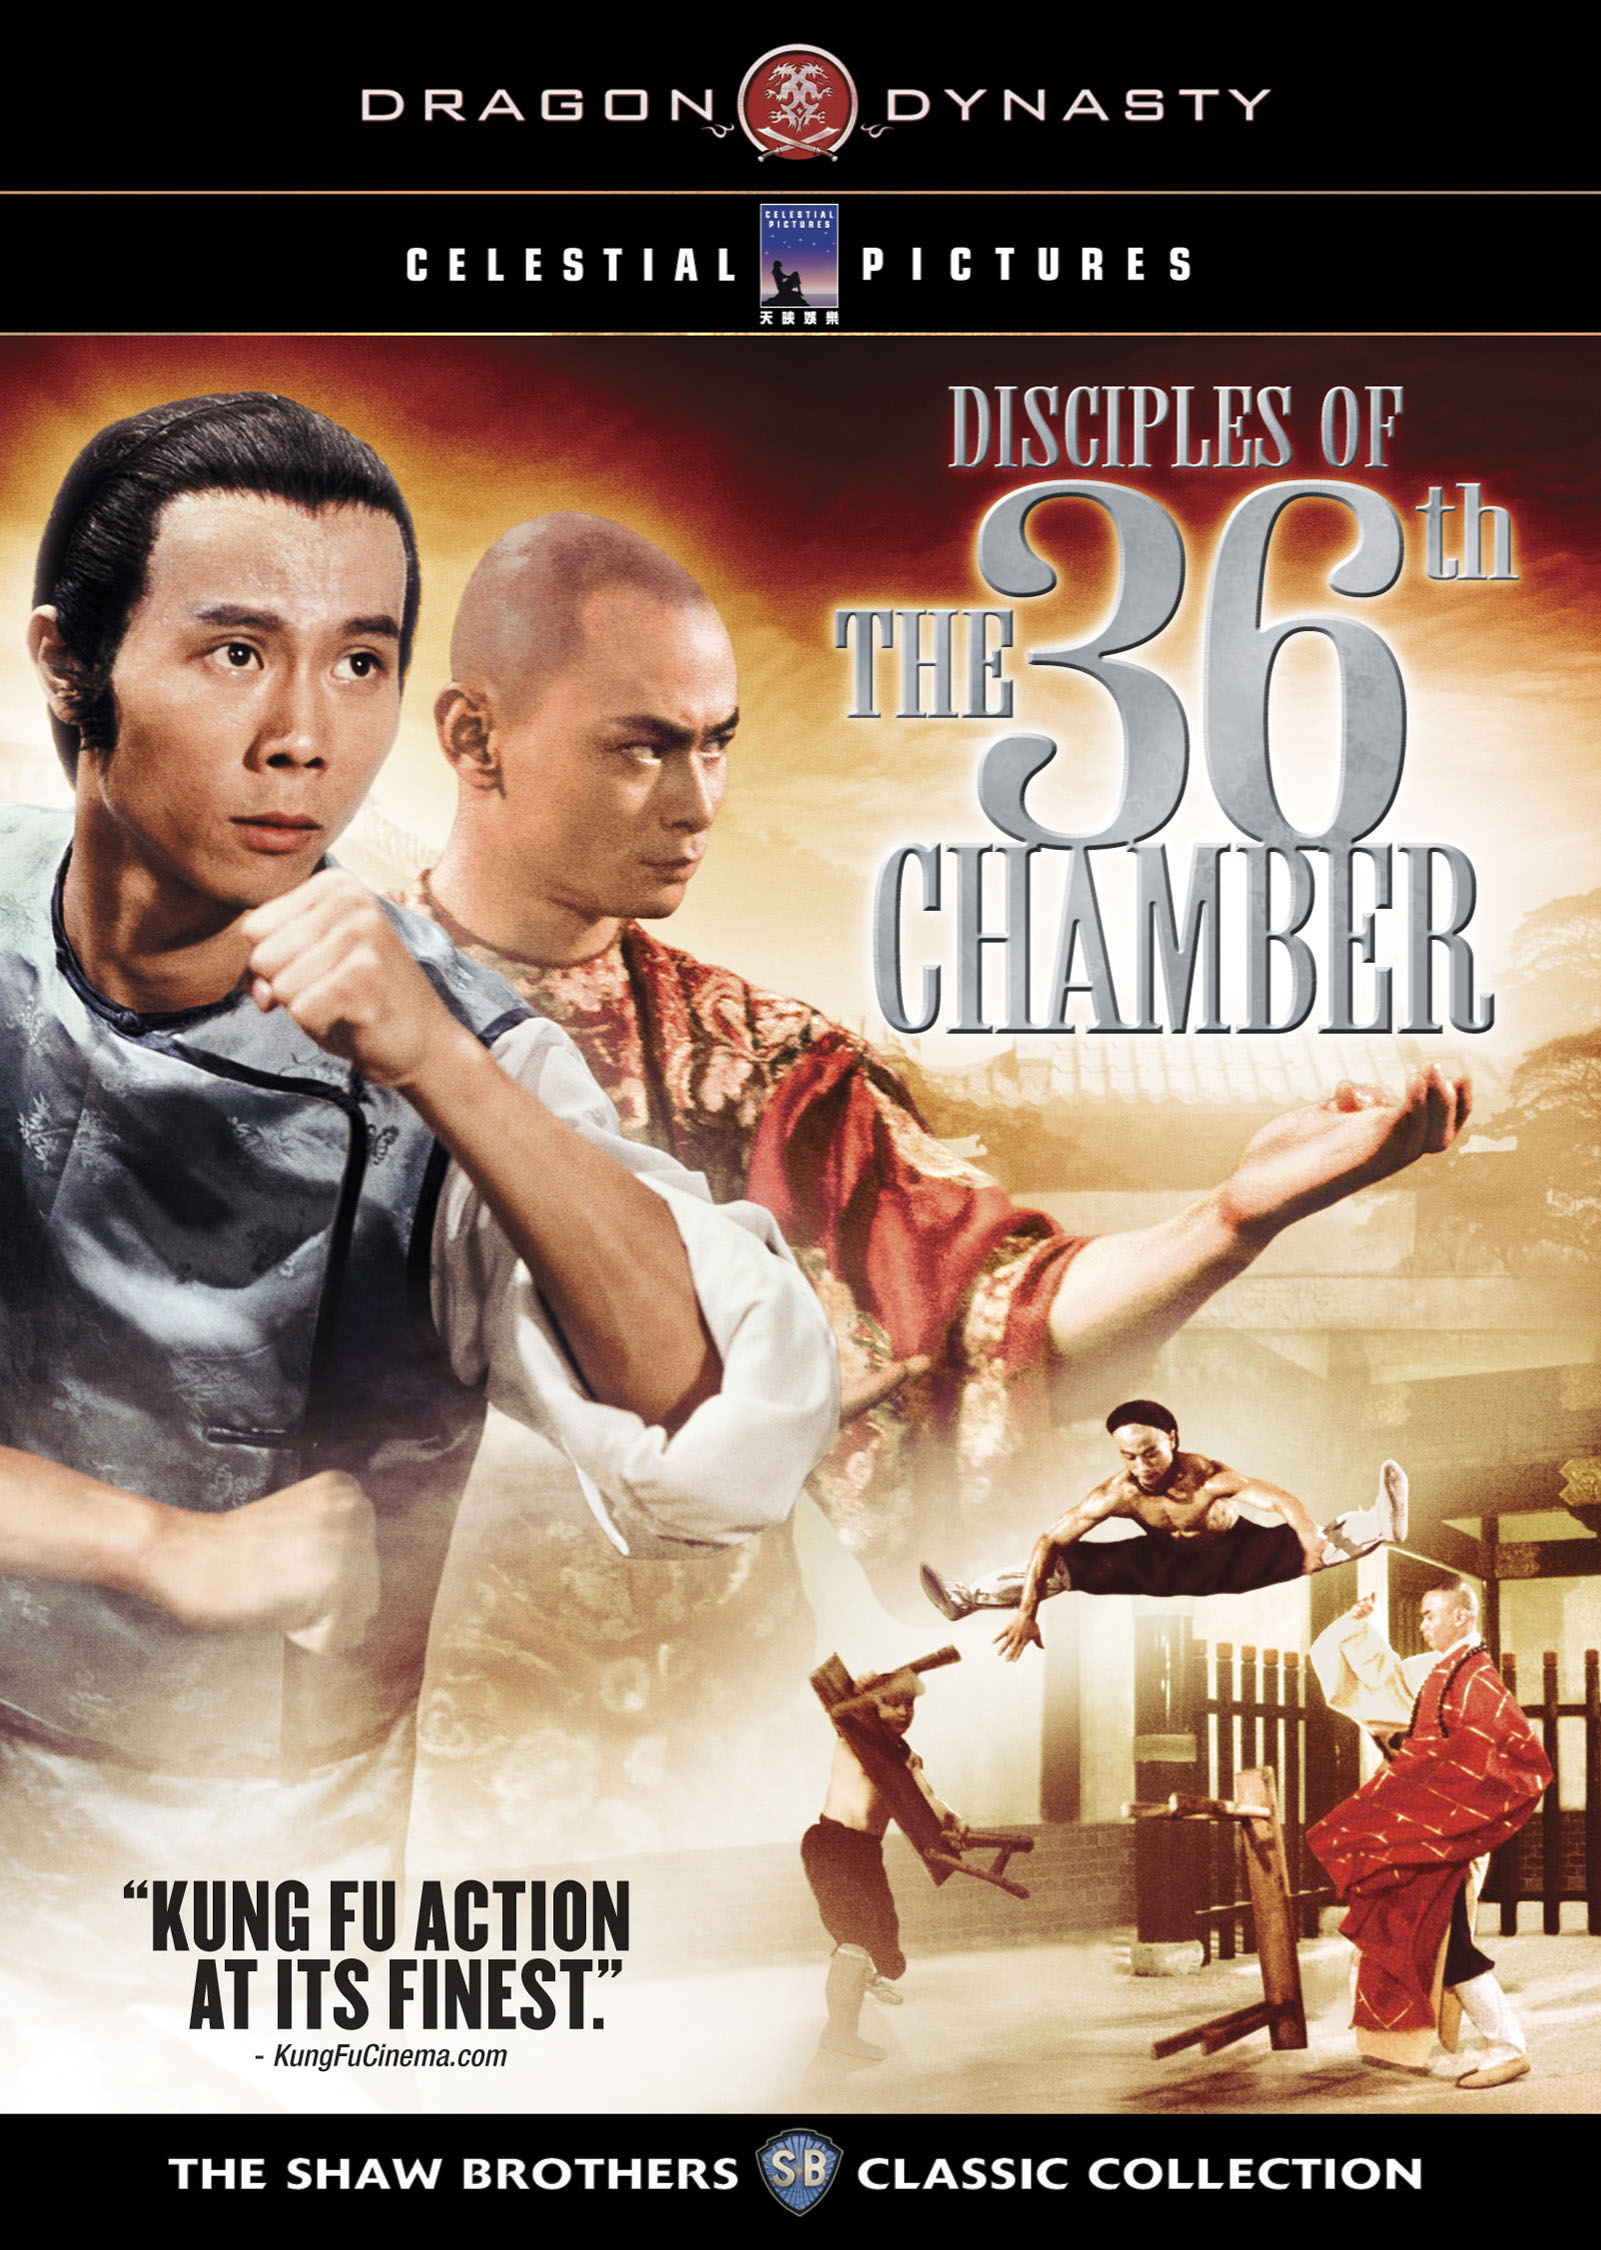 DRAGON DYNASTY
CELESTIAL PICTURES
CELESTIAL
PICTURES
天映娛樂
DISCIPLES OF
THE 36th
CHAMBER
“KUNG FU ACTION
AT ITS FINEST.”
- KungFuCinema.com
THE SHAW BROTHERS SB CLASSIC COLLECTION